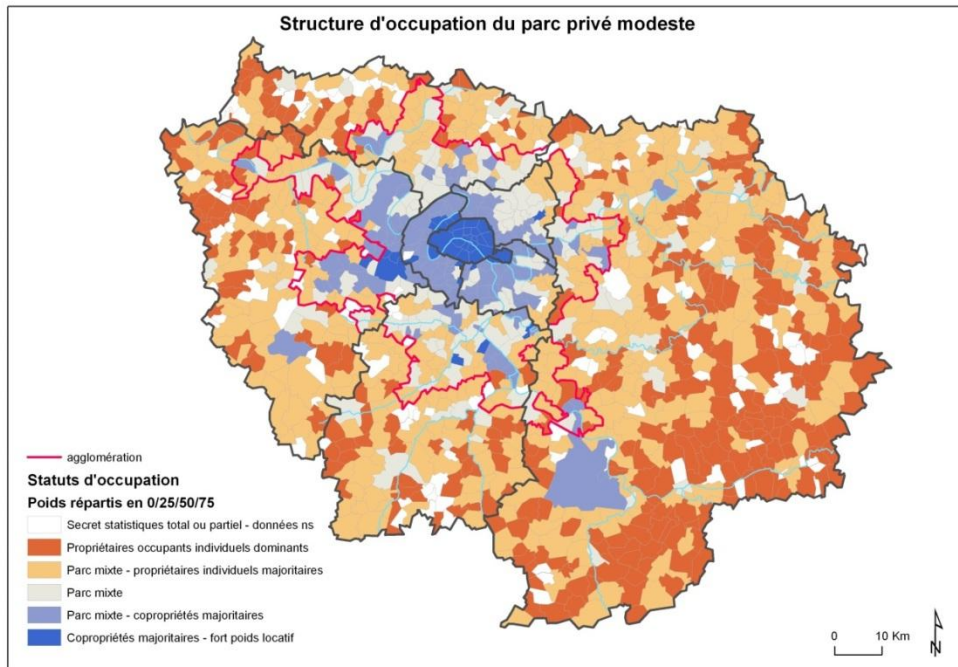 Structure d'occupation du parc privé modeste
agglomération
Statuts d'occupation
Poids répartis en 0/25/50/75
Secret statistiques total ou partiel - données ns
Propriétaires occupants individuels dominants
Parc mixte - propriétaires individuels majoritaires
Parc mixte
Parc mixte - copropriétés majoritaires
Copropriétés majoritaires - fort poids locatif
0 10 Km
N